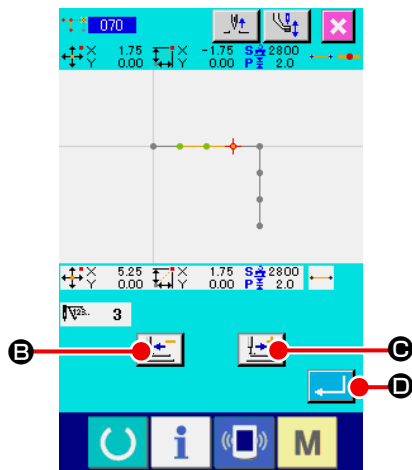 070
X 1.75 X -1.75 S 2800
Y 0.00 Y 0.00 P 2.0
X 5.25 X 1.75 S 2800
Y 0.00 Y 0.00 P 2.0
N123.. 3
B C
D
i M